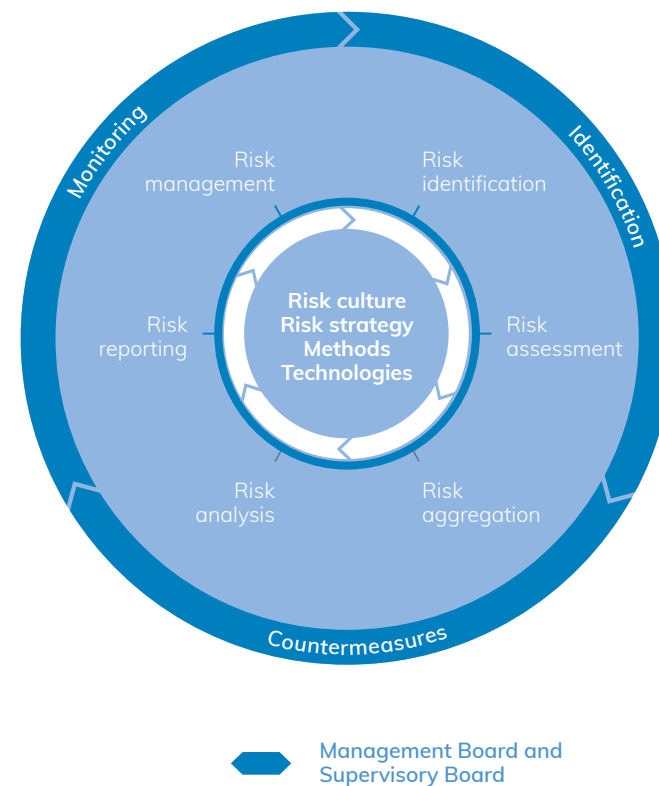 Monitoring
Identification
Risk
management
Risk
identification
Risk culture
Risk strategy
Methods
Technologies
Risk
reporting
Risk
assessment
Risk
analysis
Risk
aggregation
Countermeasures
Management Board and
Supervisory Board